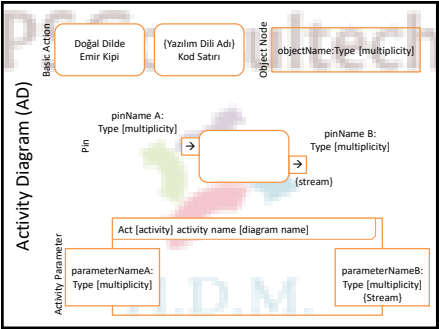 Activity Diagram (AD)
Basic Action
Doğal Dilde
Emir Kipi
{Yazılım Dili Adı}
Kod Satırı
Object Node
objectName:Type [multiplicity]
Pin
pinName A:
Type [multiplicity]
→
pinName B:
Type [multiplicity]
→
{stream}
Activity Parameter
Act [activity] activity name [diagram name]
parameterNameA:
Type [multiplicity]
parameterNameB:
Type [multiplicity]
{Stream}
H.D.M.